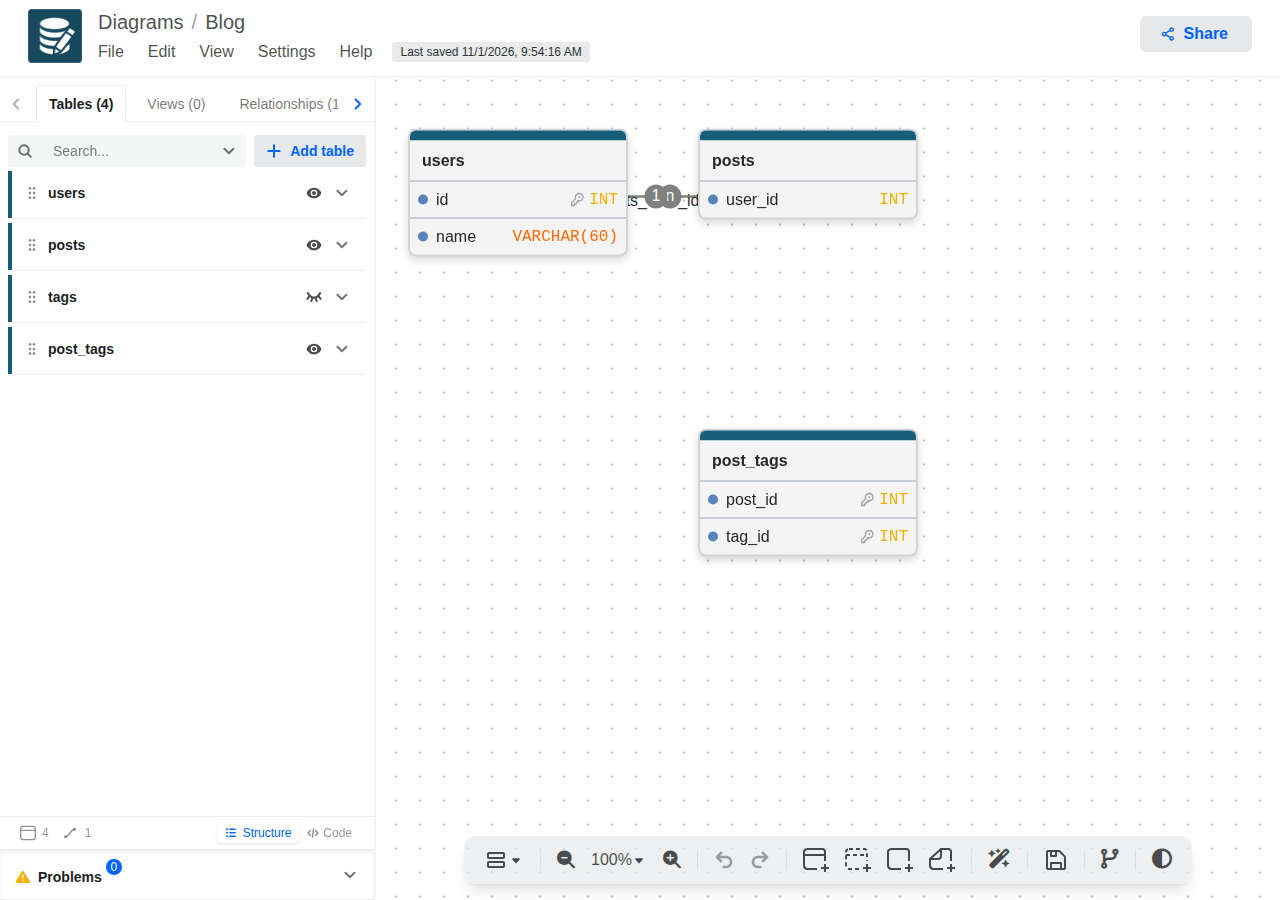 Diagrams / Blog
File Edit View Settings Help Last saved 11/1/2026, 9:54:16 AM
Share
Tables (4) Views (0) Relationships (1
Search... Add table
users
posts
tags
post_tags
4 1 Structure Code
Problems 0
users
id INT
name VARCHAR(60)
1 n
posts
user_id INT
post_tags
post_id INT
tag_id INT
100%